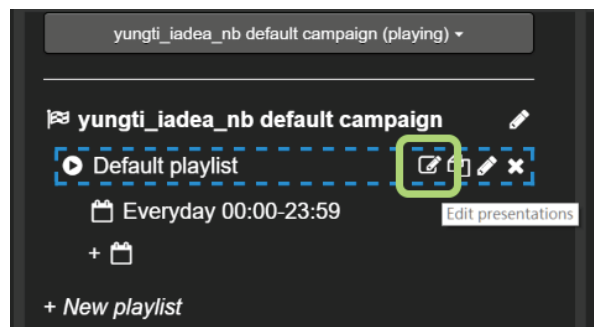 yungti_iadea_nb default campaign (playing)
yungti_iadea_nb default campaign
Default playlist
Everyday 00:00-23:59
Edit presentations
+
+ New playlist